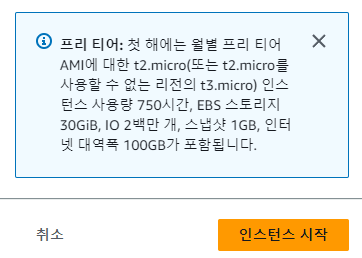 프리 티어: 첫 해에는 월별 프리 티어
AMI에 대한 t2.micro(또는 t2.micro를
사용할 수 없는 리전의 t3.micro) 인스
턴스 사용량 750시간, EBS 스토리지
30GiB, IO 2백만 개, 스냅샷 1GB, 인터
넷 대역폭 100GB가 포함됩니다.
취소
인스턴스 시작